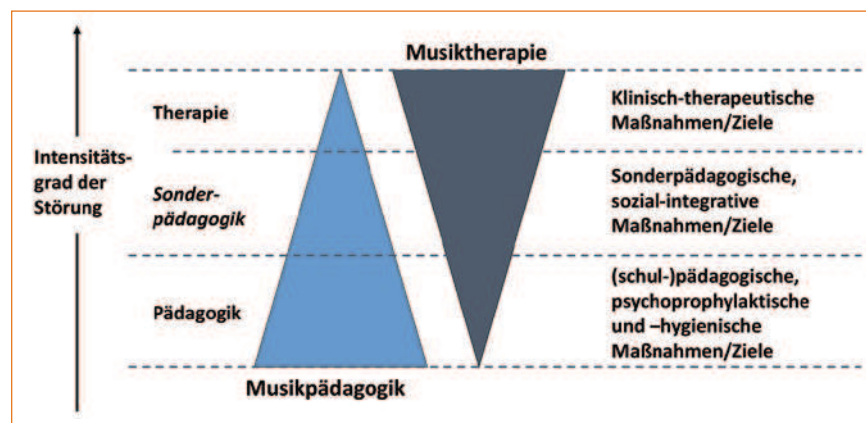 Musiktherapie
Therapie
Klinisch-therapeutische
Maßnahmen/Ziele
Intensitäts-
grad der
Störung
Sonder-
pädagogik
Sonderpädagogische,
sozial-integrative
Maßnahmen/Ziele
Pädagogik
(schul-)pädagogische,
psychoprophylaktische
und –hygienische
Maßnahmen/Ziele
Musikpädagogik